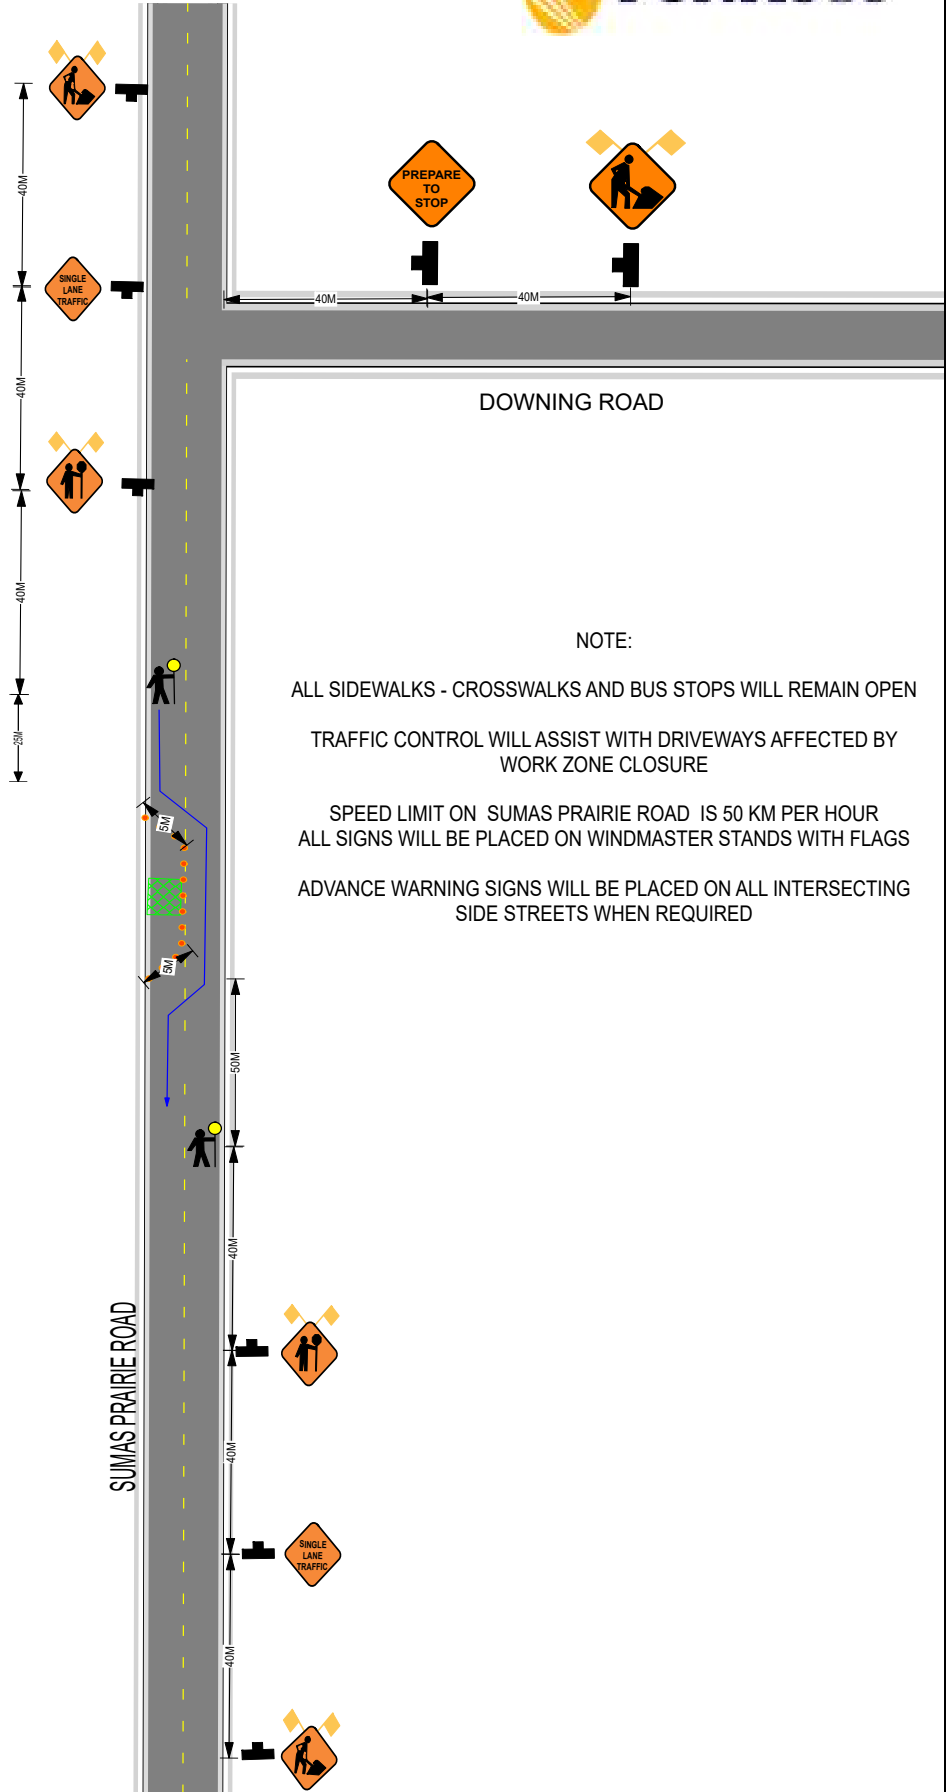 PREPARE
TO
STOP
40M
SINGLE
LANE
TRAFFIC
40M
40M
40M
DOWNING ROAD
40M
NOTE:
ALL SIDEWALKS - CROSSWALKS AND BUS STOPS WILL REMAIN OPEN
TRAFFIC CONTROL WILL ASSIST WITH DRIVEWAYS AFFECTED BY
WORK ZONE CLOSURE
SPEED LIMIT ON SUMAS PRAIRIE ROAD IS 50 KM PER HOUR
ALL SIGNS WILL BE PLACED ON WINDMASTER STANDS WITH FLAGS
ADVANCE WARNING SIGNS WILL BE PLACED ON ALL INTERSECTING
SIDE STREETS WHEN REQUIRED
25M
5M
5M
50M
40M
SUMAS PRAIRIE ROAD
40M
SINGLE
LANE
TRAFFIC
40M